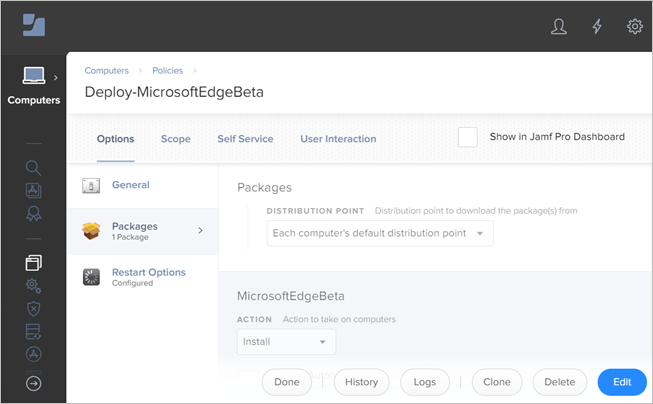 Computers
Computers > Policies >
Deploy-MicrosoftEdgeBeta
Options Scope Self Service User Interaction Show in Jamf Pro Dashboard
General
Packages
1 Package
Restart Options
Configured
Packages
DISTRIBUTION POINT Distribution point to download the package(s) from
Each computer's default distribution point
MicrosoftEdgeBeta
ACTION Action to take on computers
Install
Done History Logs Clone Delete Edit